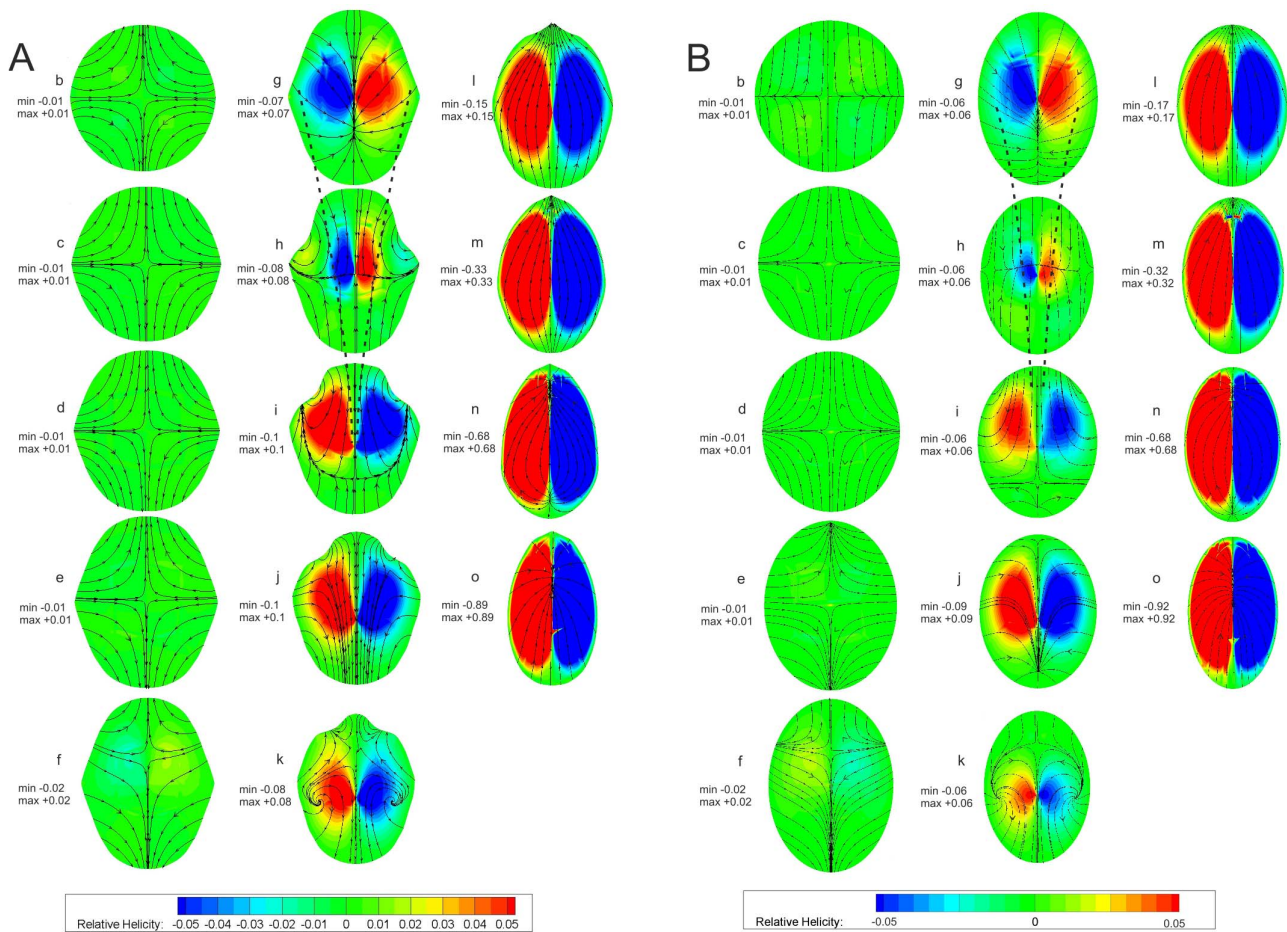 A
b
min -0.01
max +0.01
c
min -0.01
max +0.01
d
min -0.01
max +0.01
e
min -0.01
max +0.01
f
min -0.02
max +0.02
g
min -0.07
max +0.07
h
min -0.08
max +0.08
i
min -0.1
max +0.1
j
min -0.1
max +0.1
k
min -0.08
max +0.08
l
min -0.15
max +0.15
m
min -0.33
max +0.33
n
min -0.68
max +0.68
o
min -0.89
max +0.89
Relative Helicity: -0.05 -0.04 -0.03 -0.02 -0.01 0 0.01 0.02 0.03 0.04 0.05
B
b
min -0.01
max +0.01
c
min -0.01
max +0.01
d
min -0.01
max +0.01
e
min -0.01
max +0.01
f
min -0.02
max +0.02
g
min -0.06
max +0.06
h
min -0.06
max +0.06
i
min -0.06
max +0.06
j
min -0.09
max +0.09
k
min -0.06
max +0.06
l
min -0.17
max +0.17
m
min -0.32
max +0.32
n
min -0.68
max +0.68
o
min -0.92
max +0.92
Relative Helicity: -0.05 0 0.05